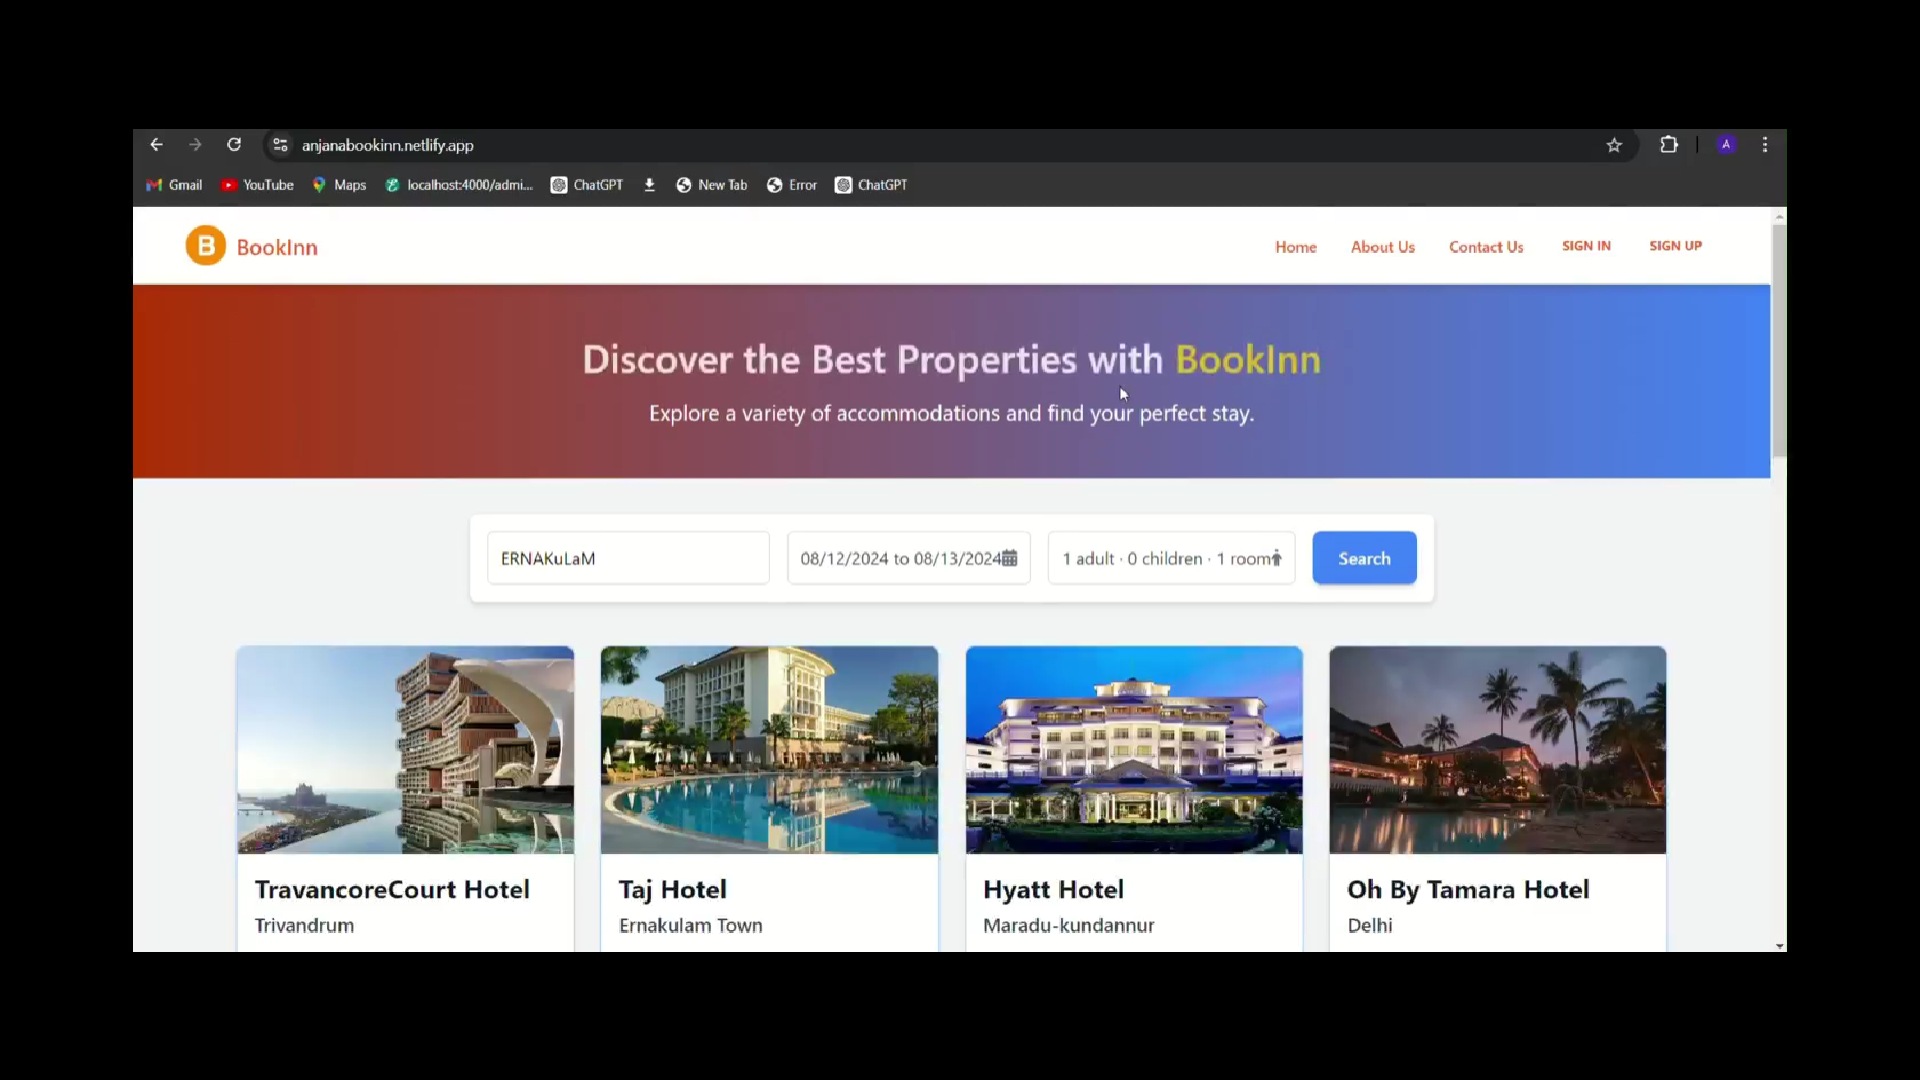 anjanabookinn.netlify.app
A
Gmail YouTube Maps localhost:4000/admi... ChatGPT New Tab Error ChatGPT
B BookInn Home About Us Contact Us SIGN IN SIGN UP
Discover the Best Properties with BookInn
Explore a variety of accommodations and find your perfect stay.
ERNAKuLaM 08/12/2024 to 08/13/2024 1 adult · 0 children · 1 room Search
TravancoreCourt Hotel Taj Hotel Hyatt Hotel Oh By Tamara Hotel
Trivandrum Ernakulam Town Maradu-kundannur Delhi